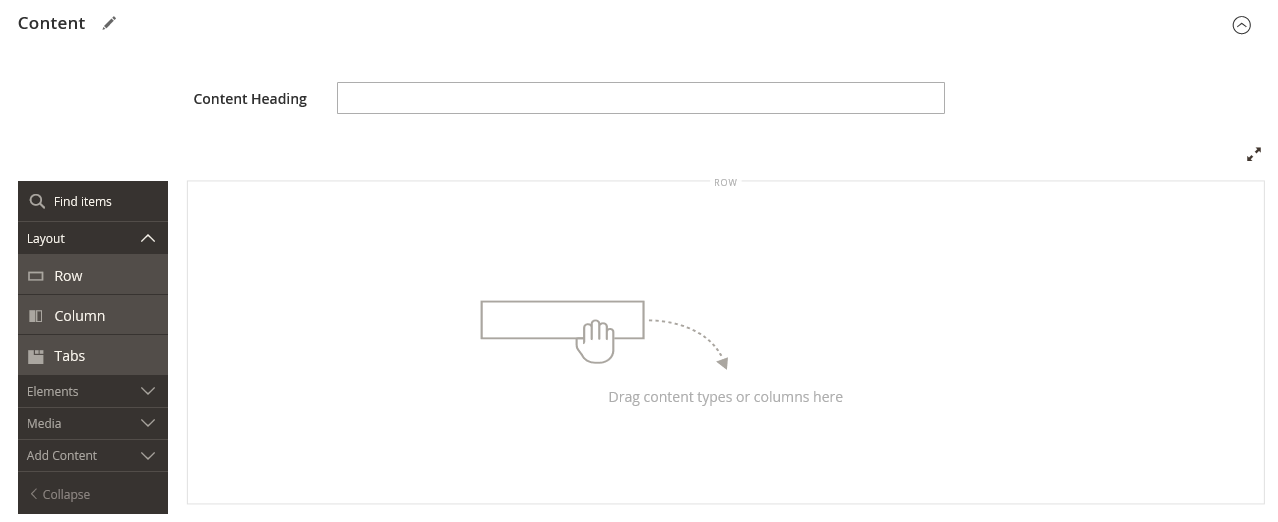 Content
Content Heading
Find items
Layout
Row
Column
Tabs
Elements
Media
Add Content
Collapse
ROW
Drag content types or columns here